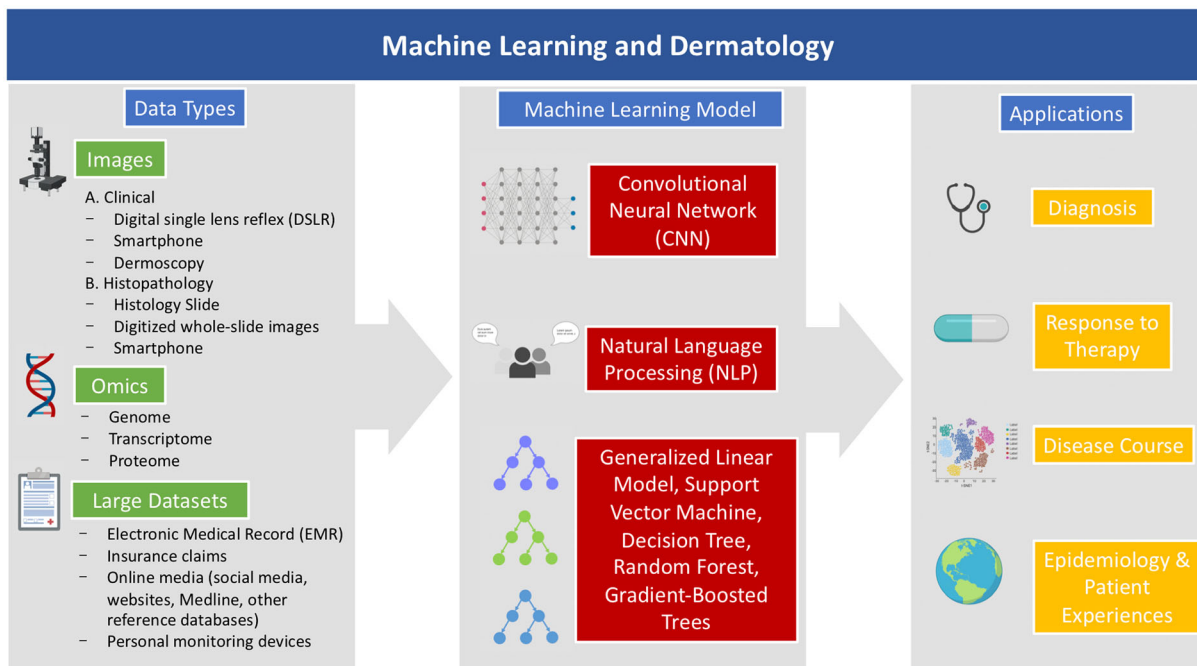 Machine Learning and Dermatology
Data Types
Images
A. Clinical
- Digital single lens reflex (DSLR)
- Smartphone
- Dermoscopy
B. Histopathology
- Histology Slide
- Digitized whole-slide images
- Smartphone
Omics
- Genome
- Transcriptome
- Proteome
Large Datasets
- Electronic Medical Record (EMR)
- Insurance claims
- Online media (social media,
websites, Medline, other
reference databases)
- Personal monitoring devices
Machine Learning Model
Convolutional
Neural Network
(CNN)
Natural Language
Processing (NLP)
Generalized Linear
Model, Support
Vector Machine,
Decision Tree,
Random Forest,
Gradient-Boosted
Trees
Applications
Diagnosis
Response to
Therapy
Disease Course
Epidemiology &
Patient
Experiences